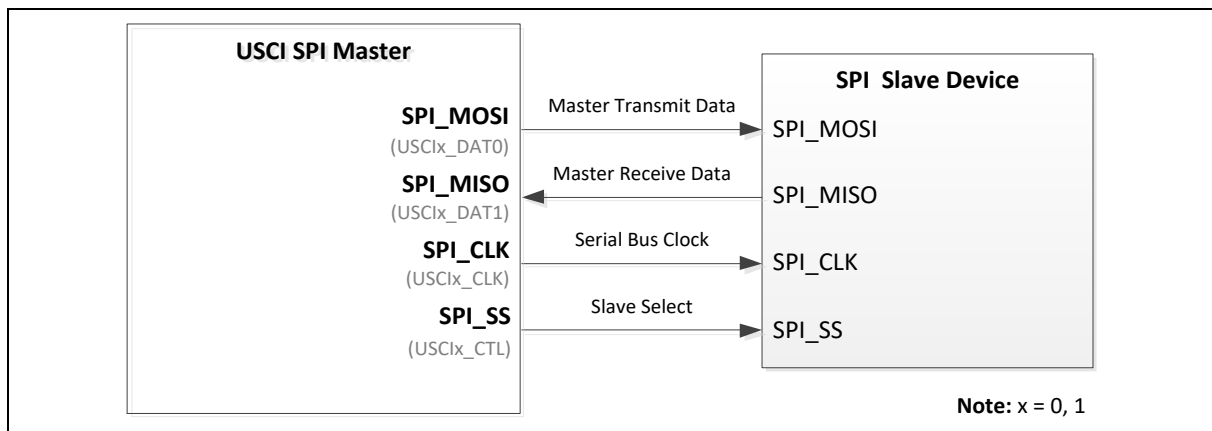 USCI SPI Master
SPI_MOSI
(USCIx_DAT0)
SPI_MISO
(USCIx_DAT1)
SPI_CLK
(USCIx_CLK)
SPI_SS
(USCIx_CTL)
Master Transmit Data
Master Receive Data
Serial Bus Clock
Slave Select
SPI Slave Device
SPI_MOSI
SPI_MISO
SPI_CLK
SPI_SS
Note: x = 0, 1